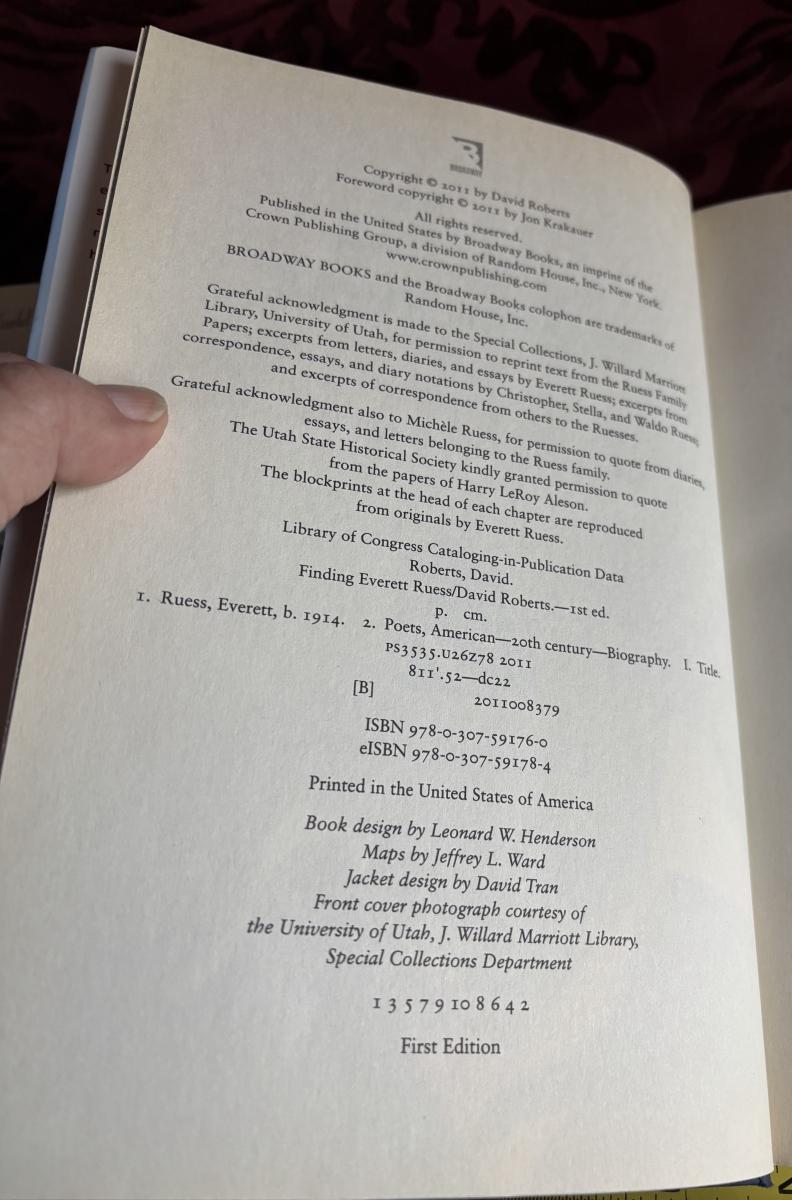 BROADWAY
Copyright © 2011 by David Roberts
Foreword copyright © 2011 by Jon Krakauer
All rights reserved.
Published in the United States by Broadway Books, an imprint of the
Crown Publishing Group, a division of Random House, Inc., New York.
www.crownpublishing.com
BROADWAY BOOKS and the Broadway Books colophon are trademarks of
Random House, Inc.
Grateful acknowledgment is made to the Special Collections, J. Willard Marriott
Library, University of Utah, for permission to reprint text from the Ruess Family
Papers; excerpts from letters, diaries, and essays by Everett Ruess; excerpts from
correspondence, essays, and diary notations by Christopher, Stella, and Waldo Ruess;
and excerpts of correspondence from others to the Ruesses.
Grateful acknowledgment also to Michèle Ruess, for permission to quote from diaries,
essays, and letters belonging to the Ruess family.
The Utah State Historical Society kindly granted permission to quote
from the papers of Harry LeRoy Aleson.
The blockprints at the head of each chapter are reproduced
from originals by Everett Ruess.
Library of Congress Cataloging-in-Publication Data
Roberts, David.
Finding Everett Ruess/David Roberts.—1st ed.
p. cm.
1. Ruess, Everett, b. 1914. 2. Poets, American—20th century—Biography. I. Title.
PS3535.U26Z78 2011
811'.52—dc22
[B] 2011008379
ISBN 978-0-307-59176-0
eISBN 978-0-307-59178-4
Printed in the United States of America
Book design by Leonard W. Henderson
Maps by Jeffrey L. Ward
Jacket design by David Tran
Front cover photograph courtesy of
the University of Utah, J. Willard Marriott Library,
Special Collections Department
1 3 5 7 9 10 8 6 4 2
First Edition